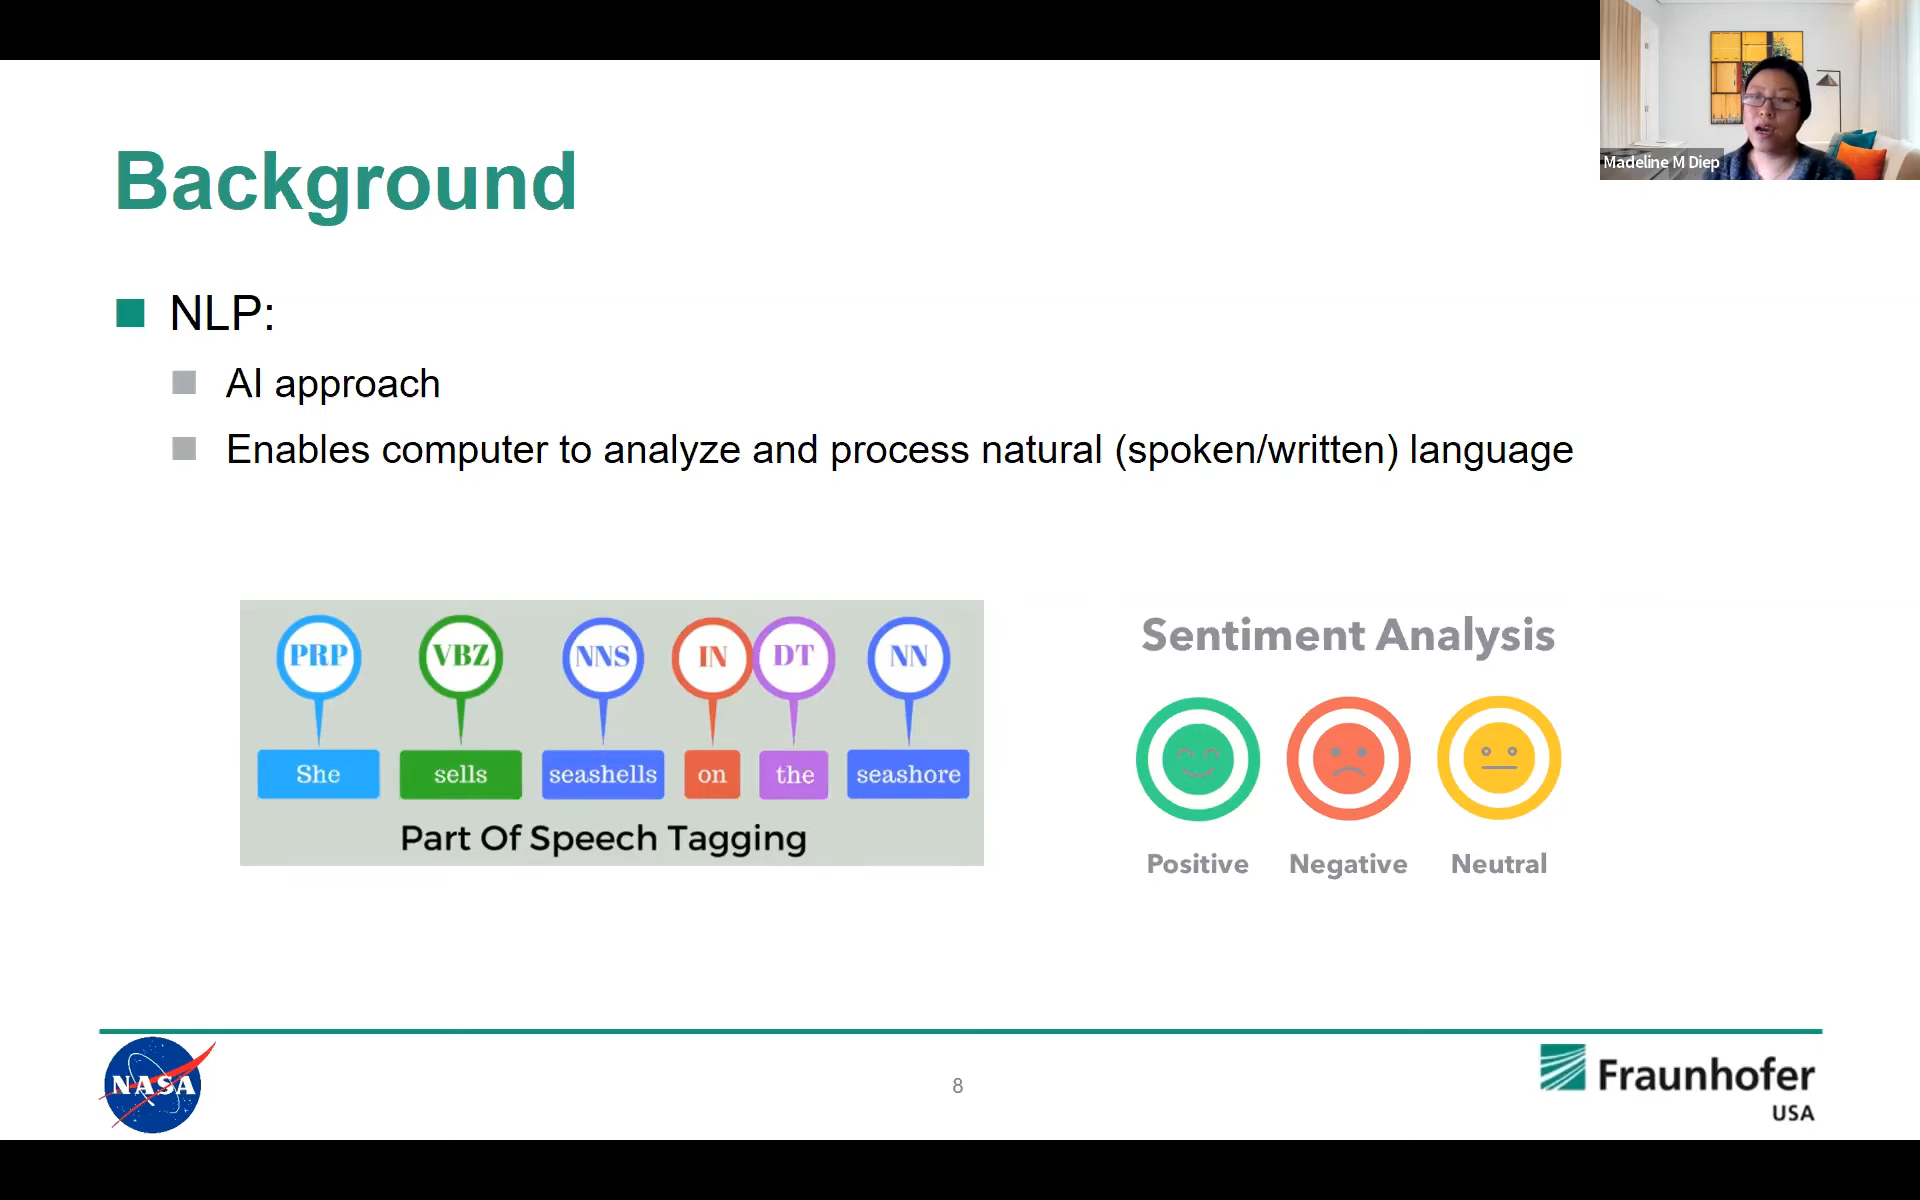 Madeline M Diep
Background
NLP:
AI approach
Enables computer to analyze and process natural (spoken/written) language
PRP VBZ NNS IN DT NN
She sells seashells on the seashore
Part Of Speech Tagging
Sentiment Analysis
Positive Negative Neutral
NASA
8
Fraunhofer
USA